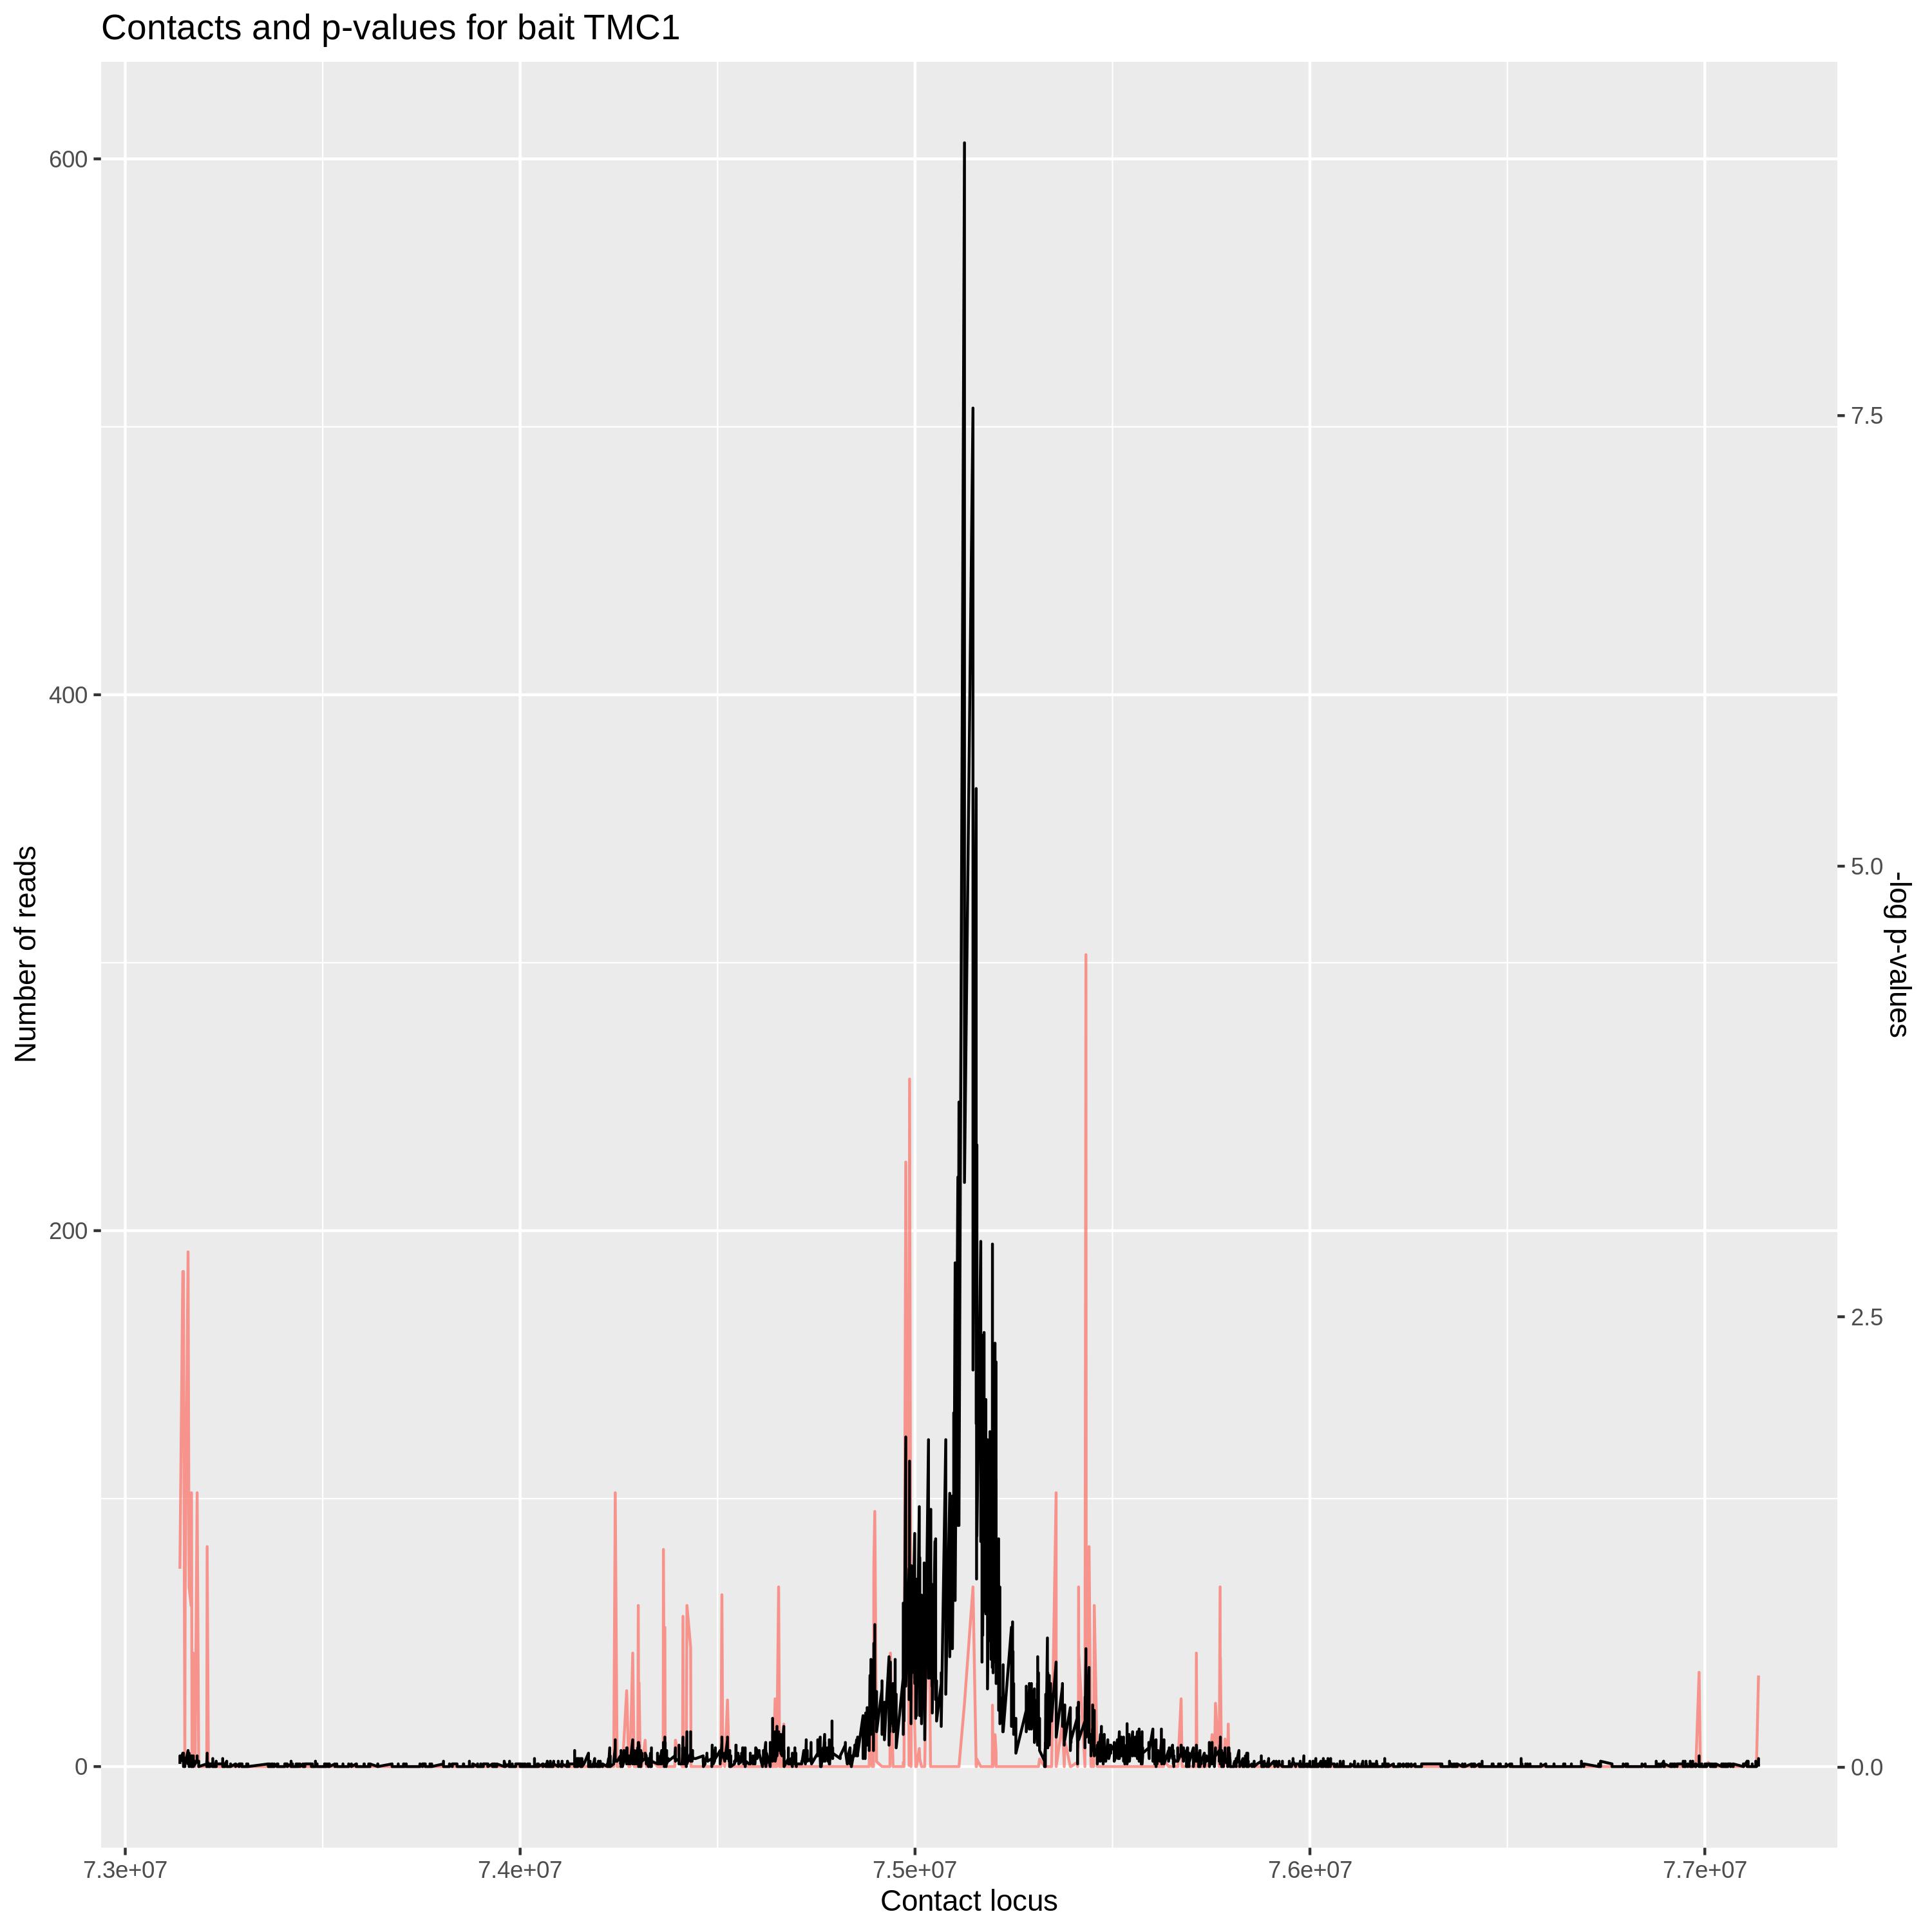 Contacts and p-values for bait TMC1
600
400
200
0
Number of reads
7.5
5.0
2.5
0.0
-log p-values
7.3e+07
7.4e+07
7.5e+07
7.6e+07
7.7e+07
Contact locus